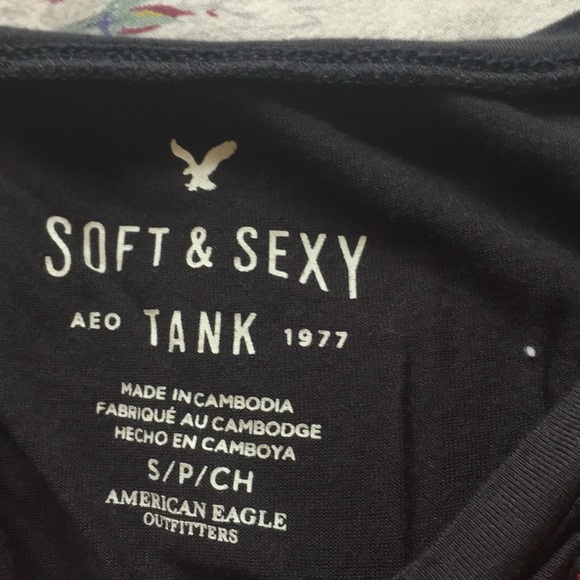 SOFT & SEXY
AEO TANK 1977
MADE IN CAMBODIA
FABRIQUÉ AU CAMBODGE
HECHO EN CAMBOYA
S/P/CH
AMERICAN EAGLE
OUTFITTERS